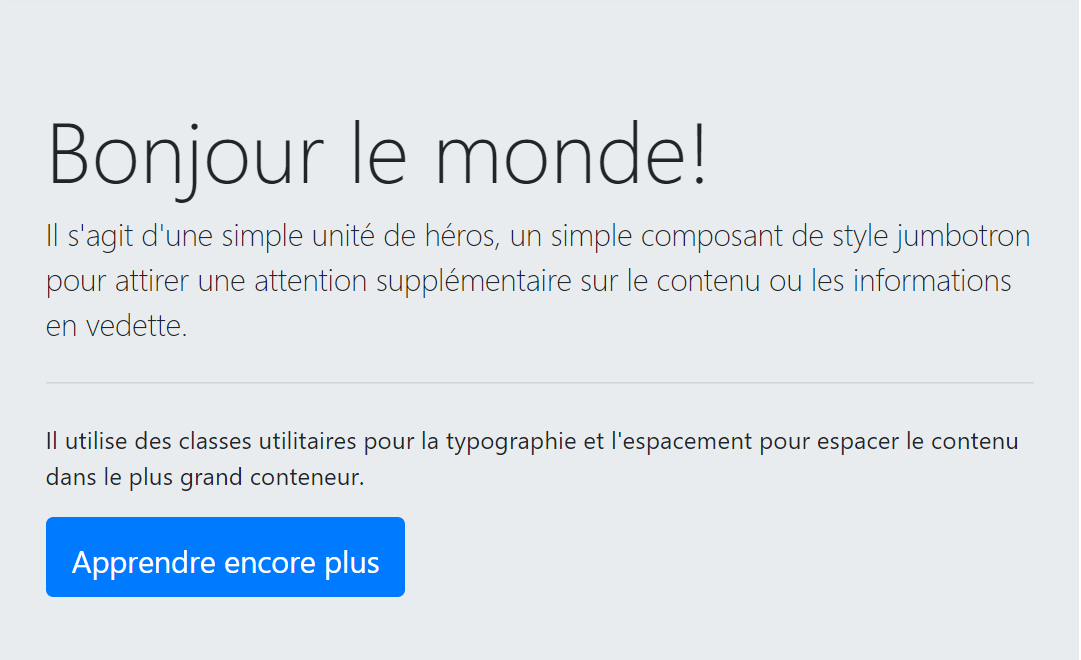 Bonjour le monde!
Il s'agit d'une simple unité de héros, un simple composant de style jumbotron
pour attirer une attention supplémentaire sur le contenu ou les informations
en vedette.
Il utilise des classes utilitaires pour la typographie et l'espacement pour espacer le contenu
dans le plus grand conteneur.
Apprendre encore plus